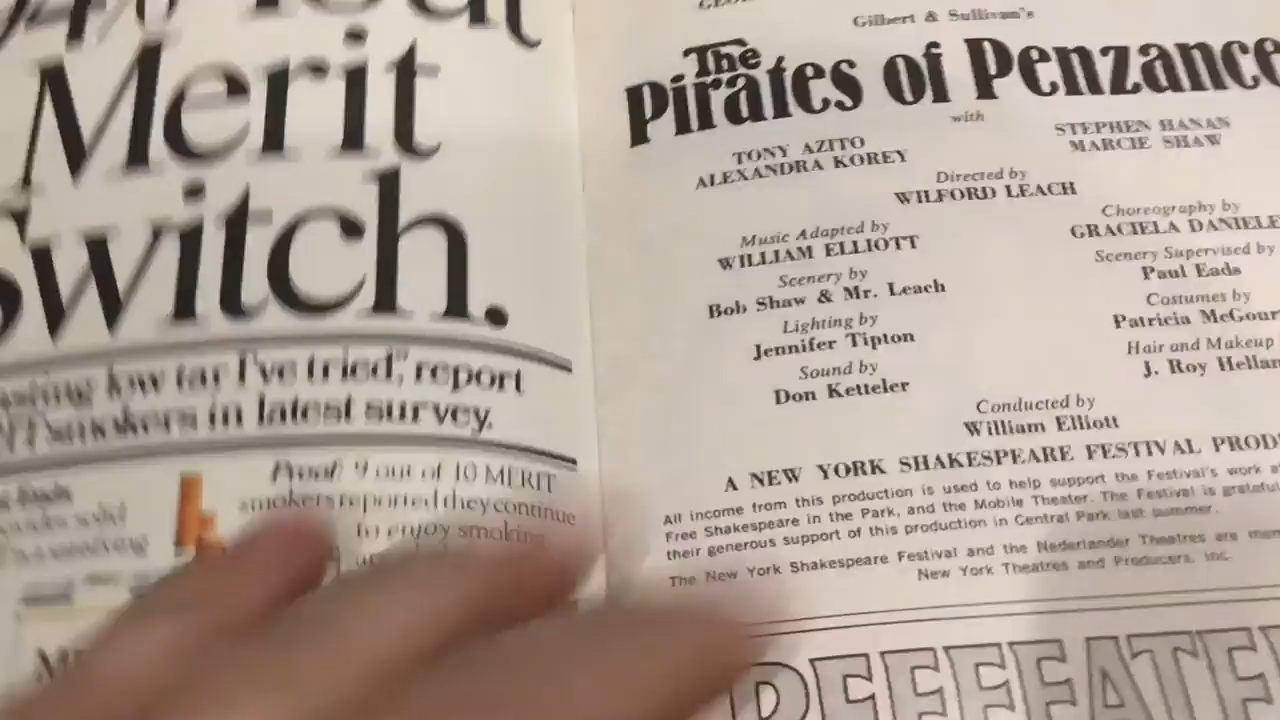 Merit
Switch.
low tar I've tried," report
smokers in latest survey.
Proof: 9 out of 10 MERIT
smokers reported they continue
to enjoy smoking
Gilbert & Sullivan's
The
Pirates of Penzance
with
TONY AZITO
ALEXANDRA KOREY
STEPHEN HANAN
MARCIE SHAW
Directed by
WILFORD LEACH
Music Adapted by
WILLIAM ELLIOTT
Choreography by
GRACIELA DANIELE
Scenery by
Bob Shaw & Mr. Leach
Scenery Supervised by
Paul Eads
Lighting by
Jennifer Tipton
Costumes by
Patricia McGour
Sound by
Don Ketteler
Hair and Makeup
J. Roy Hellan
Conducted by
William Elliott
A NEW YORK SHAKESPEARE FESTIVAL PROD
All income from this production is used to help support the Festival's work
Free Shakespeare in the Park, and the Mobile Theater. The Festival is grateful
their generous support of this production in Central Park last summer.
The New York Shakespeare Festival and the Nederlander Theatres are mem
New York Theatres and Producers, Inc.
BEEFEATE